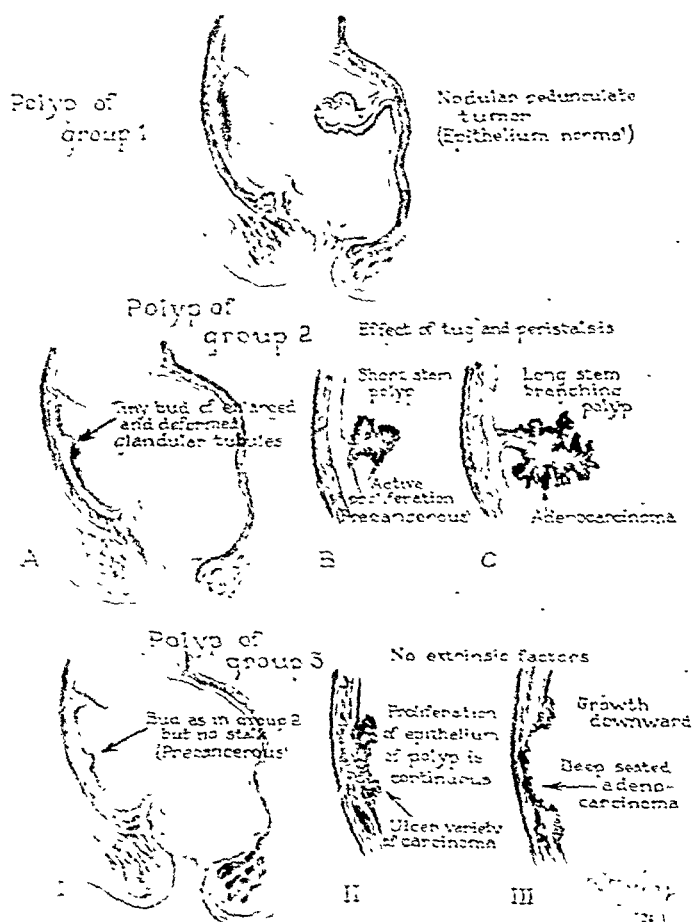 Polyp of
group 1
Nodular pedunculate
tumor
(Epithelium normal)
Polyp of
group 2
Effect of tug and peristalsis
Tiny bud of enlarged
and deformed
glandular tubules
Short stem
polyp
Long stem
branching
polyp
Active
proliferation
(Precancerous)
Adenocarcinoma
A
B
C
Polyp of
group 3
No extrinsic factors
Bud as in group 2
but no stalk
(Precancerous)
Proliferation
of epithelium
of polyp is
continuous
Ulcer variety
of carcinoma
Growth
downward
Deep seated
adeno-
carcinoma
I
II
III